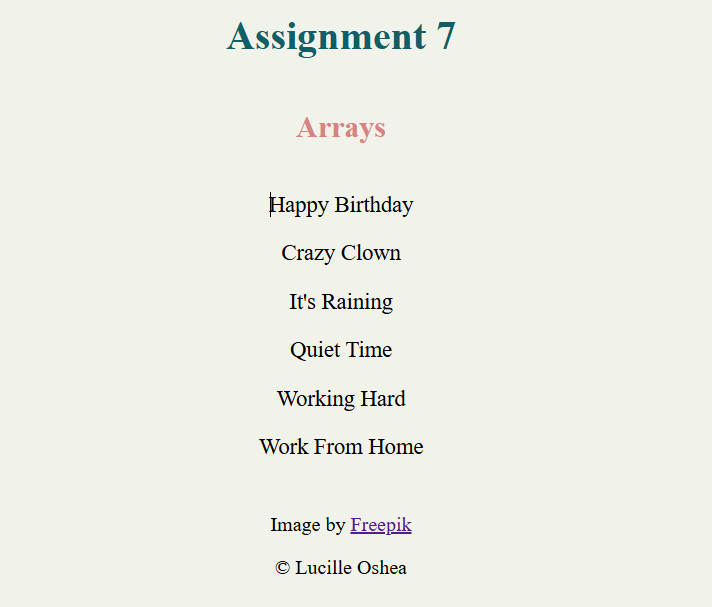 Assignment 7
Arrays
Happy Birthday
Crazy Clown
It's Raining
Quiet Time
Working Hard
Work From Home
Image by Freepik
© Lucille Oshea